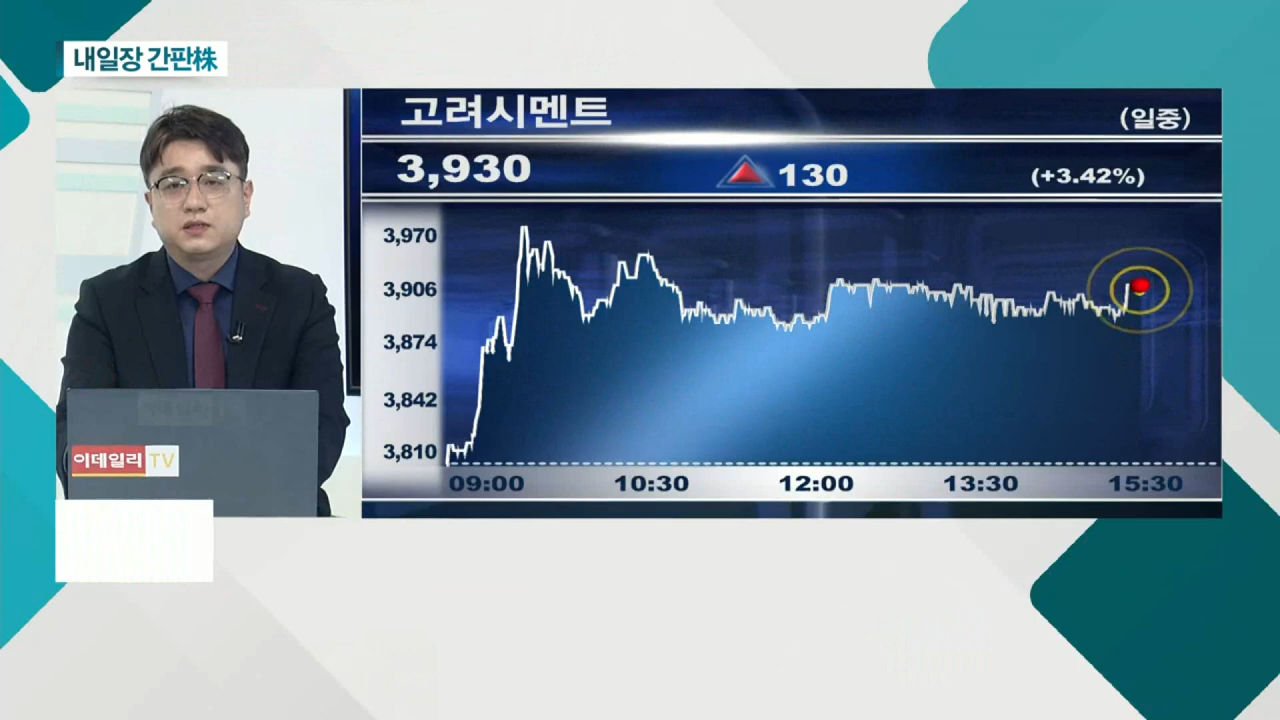 내일장 간판株
고려시멘트
(일중)
3,930
130
(+3.42%)
3,970
3,906
3,874
3,842
3,810
09:00 10:30 12:00 13:30 15:30
이데일리 TV